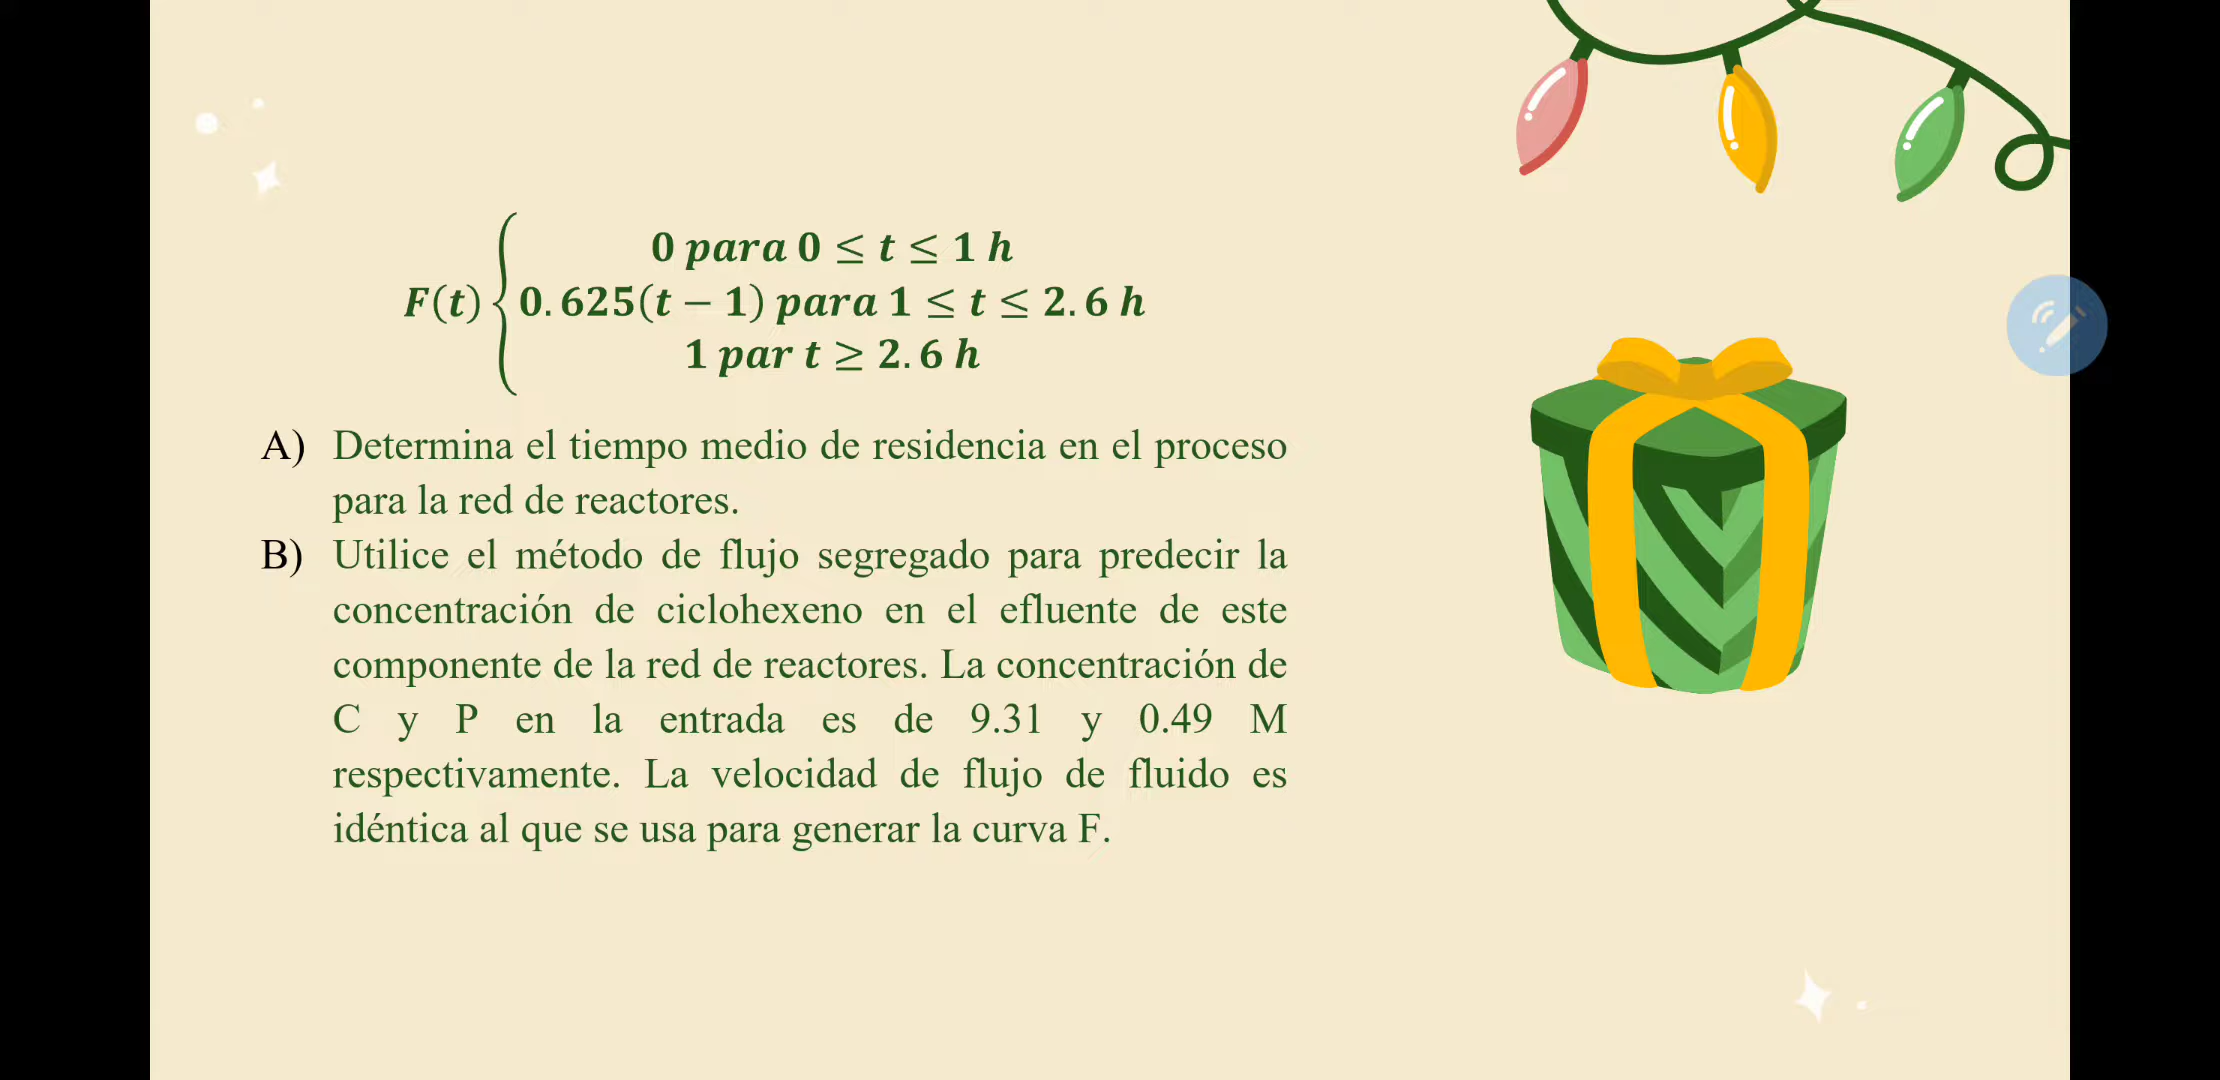 F(t) { 0 para 0 ≤ t ≤ 1 h
0.625(t − 1) para 1 ≤ t ≤ 2.6 h
1 par t ≥ 2.6 h
A) Determina el tiempo medio de residencia en el proceso
para la red de reactores.
B) Utilice el método de flujo segregado para predecir la
concentración de ciclohexeno en el efluente de este
componente de la red de reactores. La concentración de
C y P en la entrada es de 9.31 y 0.49 M
respectivamente. La velocidad de flujo de fluido es
idéntica al que se usa para generar la curva F.